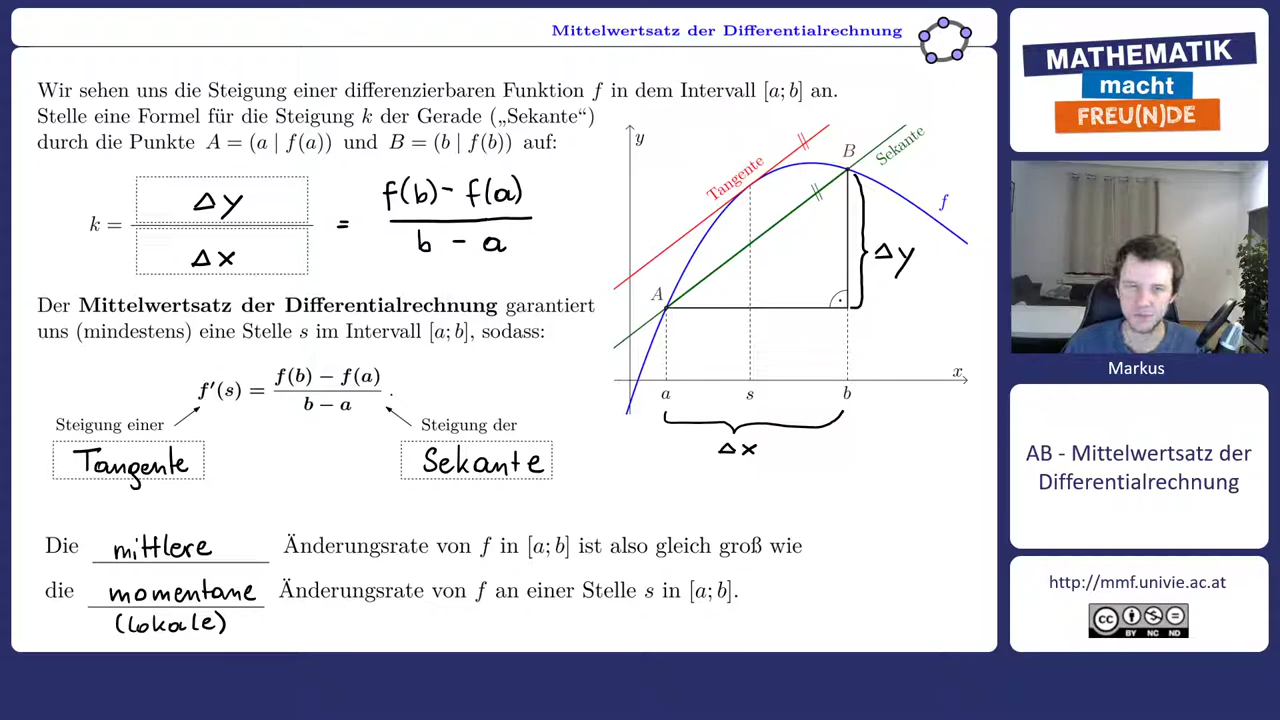 Mittelwertsatz der Differentialrechnung
Wir sehen uns die Steigung einer differenzierbaren Funktion f in dem Intervall [a; b] an.
Stelle eine Formel für die Steigung k der Gerade („Sekante“)
durch die Punkte A = (a | f(a)) und B = (b | f(b)) auf:
k = Δy / Δx = f(b) - f(a) / b - a
Der Mittelwertsatz der Differentialrechnung garantiert
uns (mindestens) eine Stelle s im Intervall [a; b], sodass:
f′(s) = f(b) − f(a) / b − a .
Steigung einer
Tangente
Steigung der
Sekante
Die mittlere Änderungsrate von f in [a; b] ist also gleich groß wie
die momentane Änderungsrate von f an einer Stelle s in [a; b].
(lokale)
y
Tangente
B
Sekante
f
Δy
A
x
a s b
Δx
MATHEMATIK
macht
FREU(N)DE
Markus
AB - Mittelwertsatz der
Differentialrechnung
http://mmf.univie.ac.at
cc
BY NC ND